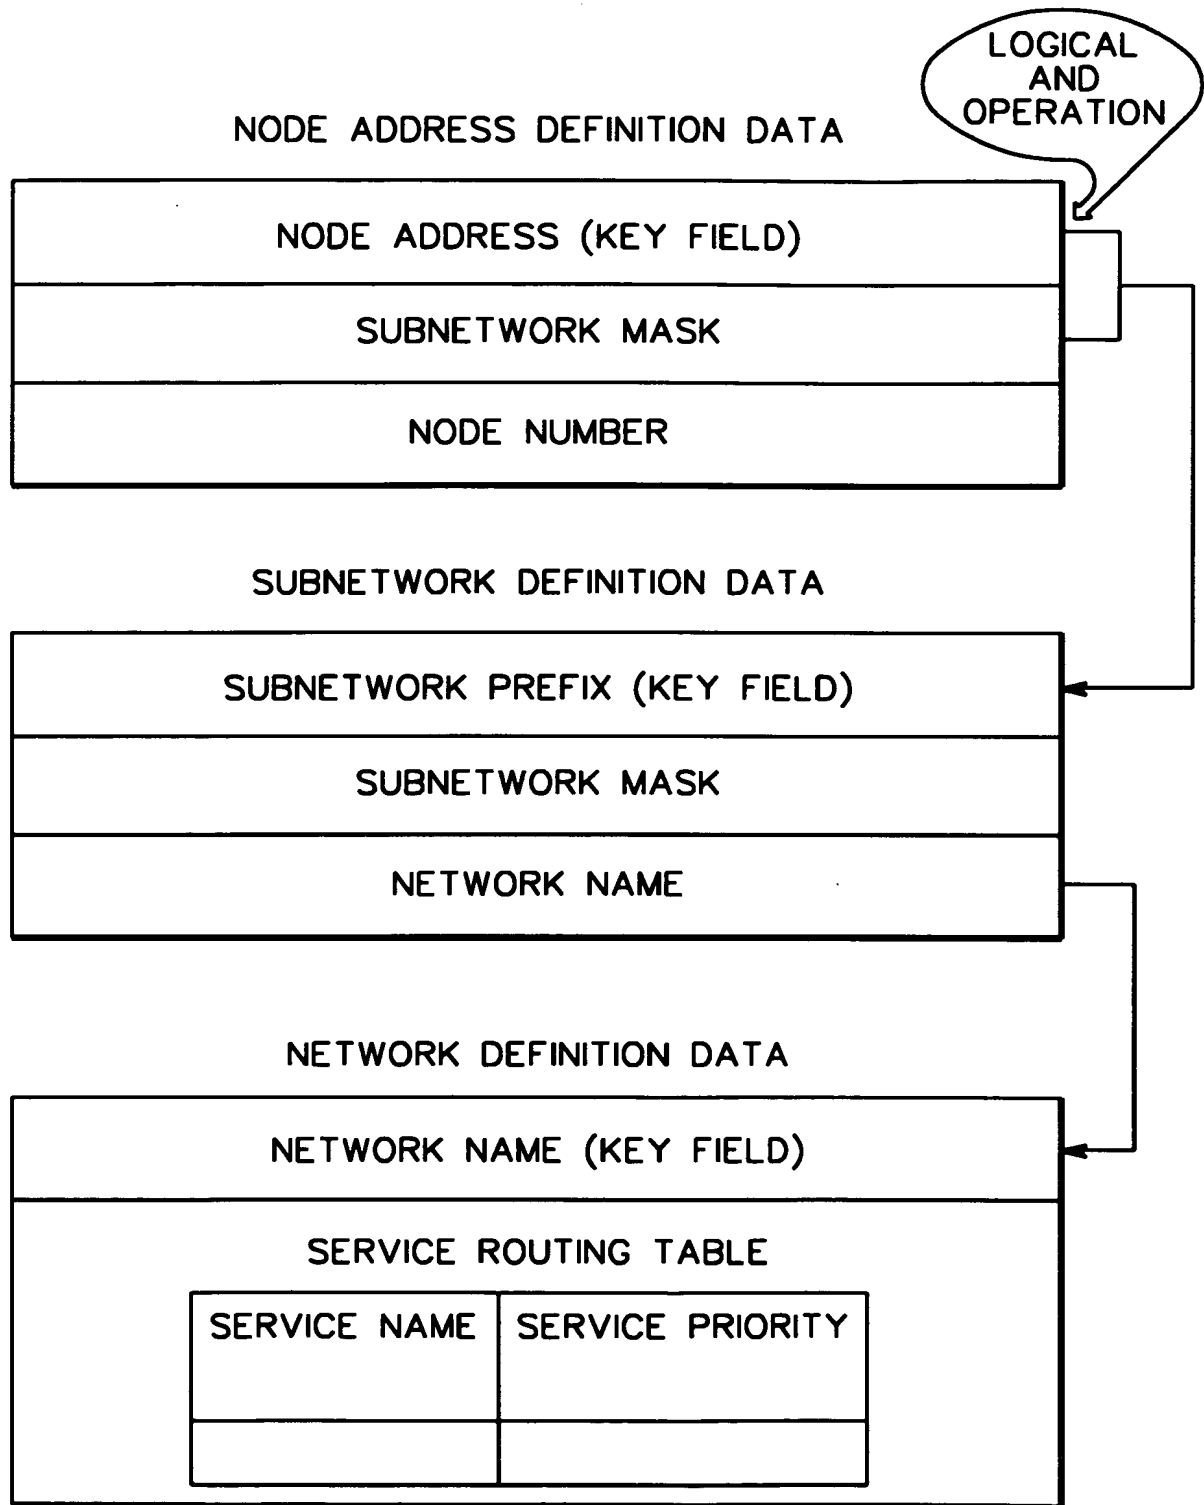 LOGICAL
AND
OPERATION
NODE ADDRESS DEFINITION DATA
NODE ADDRESS (KEY FIELD)
SUBNETWORK MASK
NODE NUMBER
SUBNETWORK DEFINITION DATA
SUBNETWORK PREFIX (KEY FIELD)
SUBNETWORK MASK
NETWORK NAME
NETWORK DEFINITION DATA
NETWORK NAME (KEY FIELD)
SERVICE ROUTING TABLE
SERVICE NAME SERVICE PRIORITY